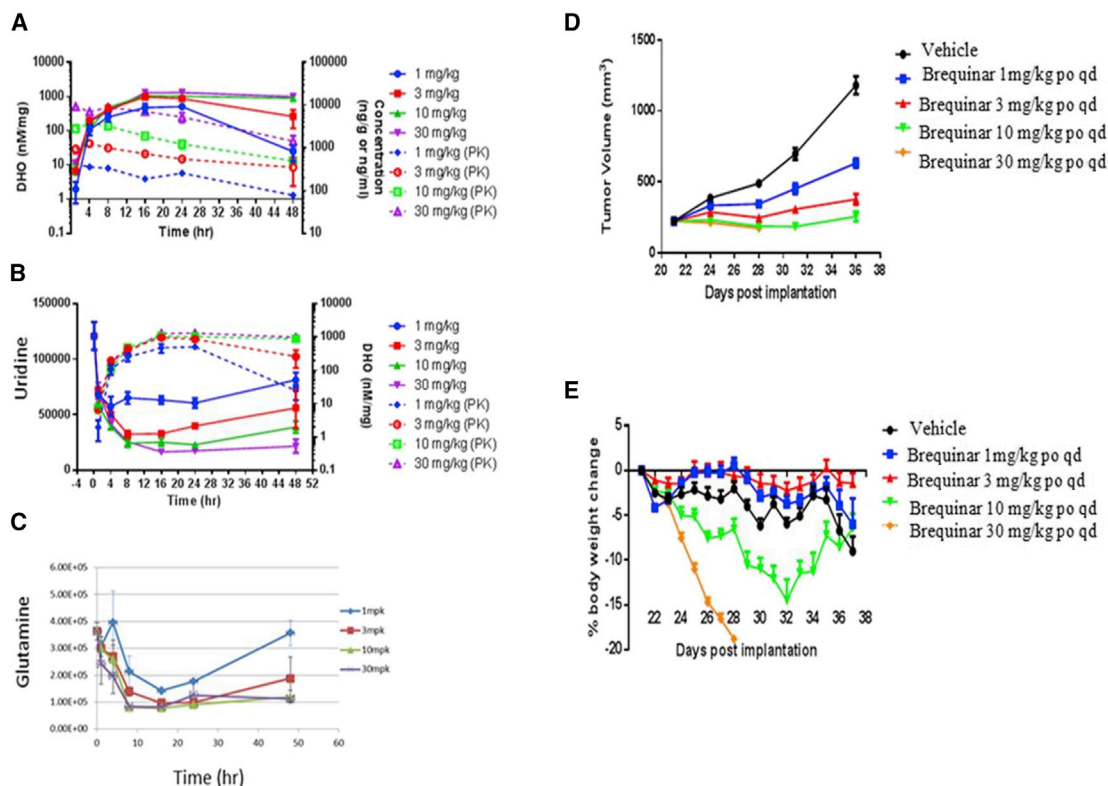 A
DHO (nM/mg)
10000
1000
100
10
1
0.1
4 8 12 16 20 24 28 32 36 40 44 48
Time (hr)
100000
10000
1000
100
10
Concentration
(ng/g or ng/ml)
1 mg/kg
3 mg/kg
10 mg/kg
30 mg/kg
1 mg/kg (PK)
3 mg/kg (PK)
10 mg/kg (PK)
30 mg/kg (PK)
B
Uridine
150000
100000
50000
0
-4 0 4 8 12 16 20 24 28 32 36 40 44 48 52
Time (hr)
10000
1000
100
10
1
0.1
DHO (nM/mg)
1 mg/kg
3 mg/kg
10 mg/kg
30 mg/kg
1 mg/kg (PK)
3 mg/kg (PK)
10 mg/kg (PK)
30 mg/kg (PK)
C
Glutamine
6.00E+05
5.00E+05
4.00E+05
3.00E+05
2.00E+05
1.00E+05
0.00E+00
0 10 20 30 40 50 60
Time (hr)
1mpk
3mpk
10mpk
30mpk
D
Tumor Volume (mm³)
1500
1000
500
0
20 22 24 26 28 30 32 34 36 38
Days post implantation
Vehicle
Brequinar 1mg/kg po qd
Brequinar 3 mg/kg po qd
Brequinar 10 mg/kg po qd
Brequinar 30 mg/kg po qd
E
% body weight change
0
-5
-10
-15
-20
22 24 26 28 30 32 34 36 38
Days post implantation
Vehicle
Brequinar 1mg/kg po qd
Brequinar 3 mg/kg po qd
Brequinar 10 mg/kg po qd
Brequinar 30 mg/kg po qd